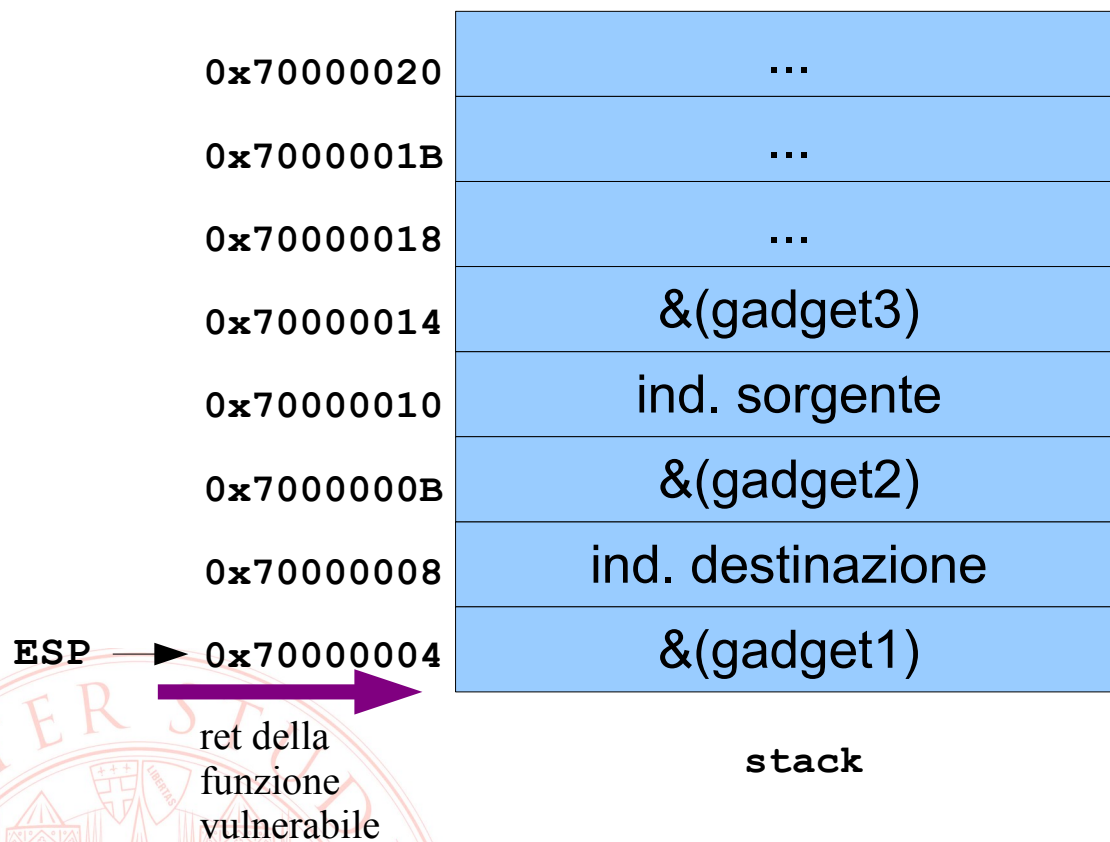 0x70000020 ...
0x7000001B ...
0x70000018 ...
0x70000014 &(gadget3)
0x70000010 ind. sorgente
0x7000000B &(gadget2)
0x70000008 ind. destinazione
ESP 0x70000004 &(gadget1)
ret della
funzione
vulnerabile
stack